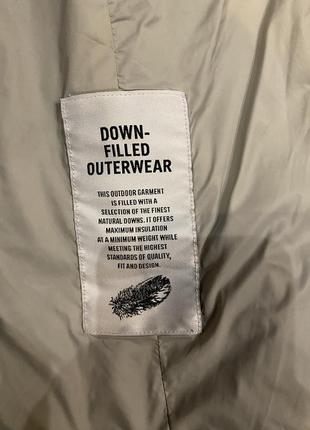 DOWN-
FILLED
OUTERWEAR
THIS OUTDOOR GARMENT
IS FILLED WITH A
SELECTION OF THE FINEST
NATURAL DOWNS. IT OFFERS
MAXIMUM INSULATION
AT A MINIMUM WEIGHT WHILE
MEETING THE HIGHEST
STANDARDS OF QUALITY,
FIT AND DESIGN.